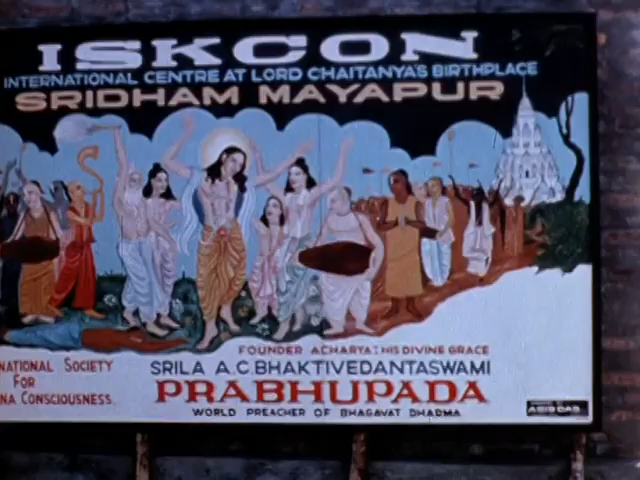 ISKCON
INTERNATIONAL CENTRE AT LORD CHAITANYA'S BIRTHPLACE
SRIDHAM MAYAPUR
FOUNDER ACHARYA: HIS DIVINE GRACE
NATIONAL SOCIETY
SRILA A.C. BHAKTIVEDANTASWAMI
FOR
NA CONSCIOUSNESS.
PRABHUPADA
WORLD PREACHER OF BHAGAVAT DHARMA